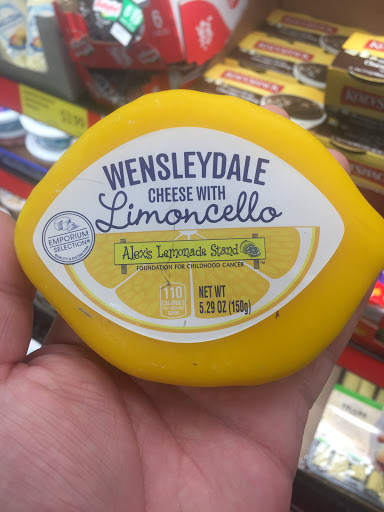 WENSLEYDALE
CHEESE WITH
Limoncello
EMPORIUM
SELECTION
Alex's Lemonade Stand
FOUNDATION FOR CHILDHOOD CANCER
110
CALORIES
NET WT
5.29 OZ (150g)